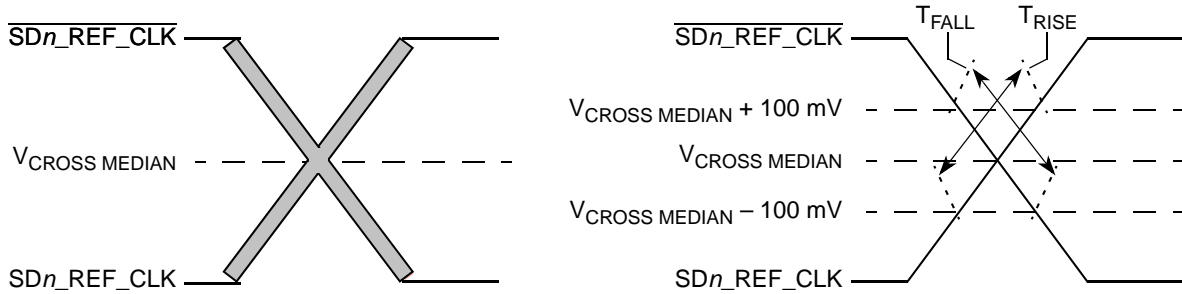 SDn_REF_CLK
VCROSS MEDIAN
SDn_REF_CLK
TFALL TRISE
SDn_REF_CLK
VCROSS MEDIAN + 100 mV
VCROSS MEDIAN
VCROSS MEDIAN – 100 mV
SDn_REF_CLK